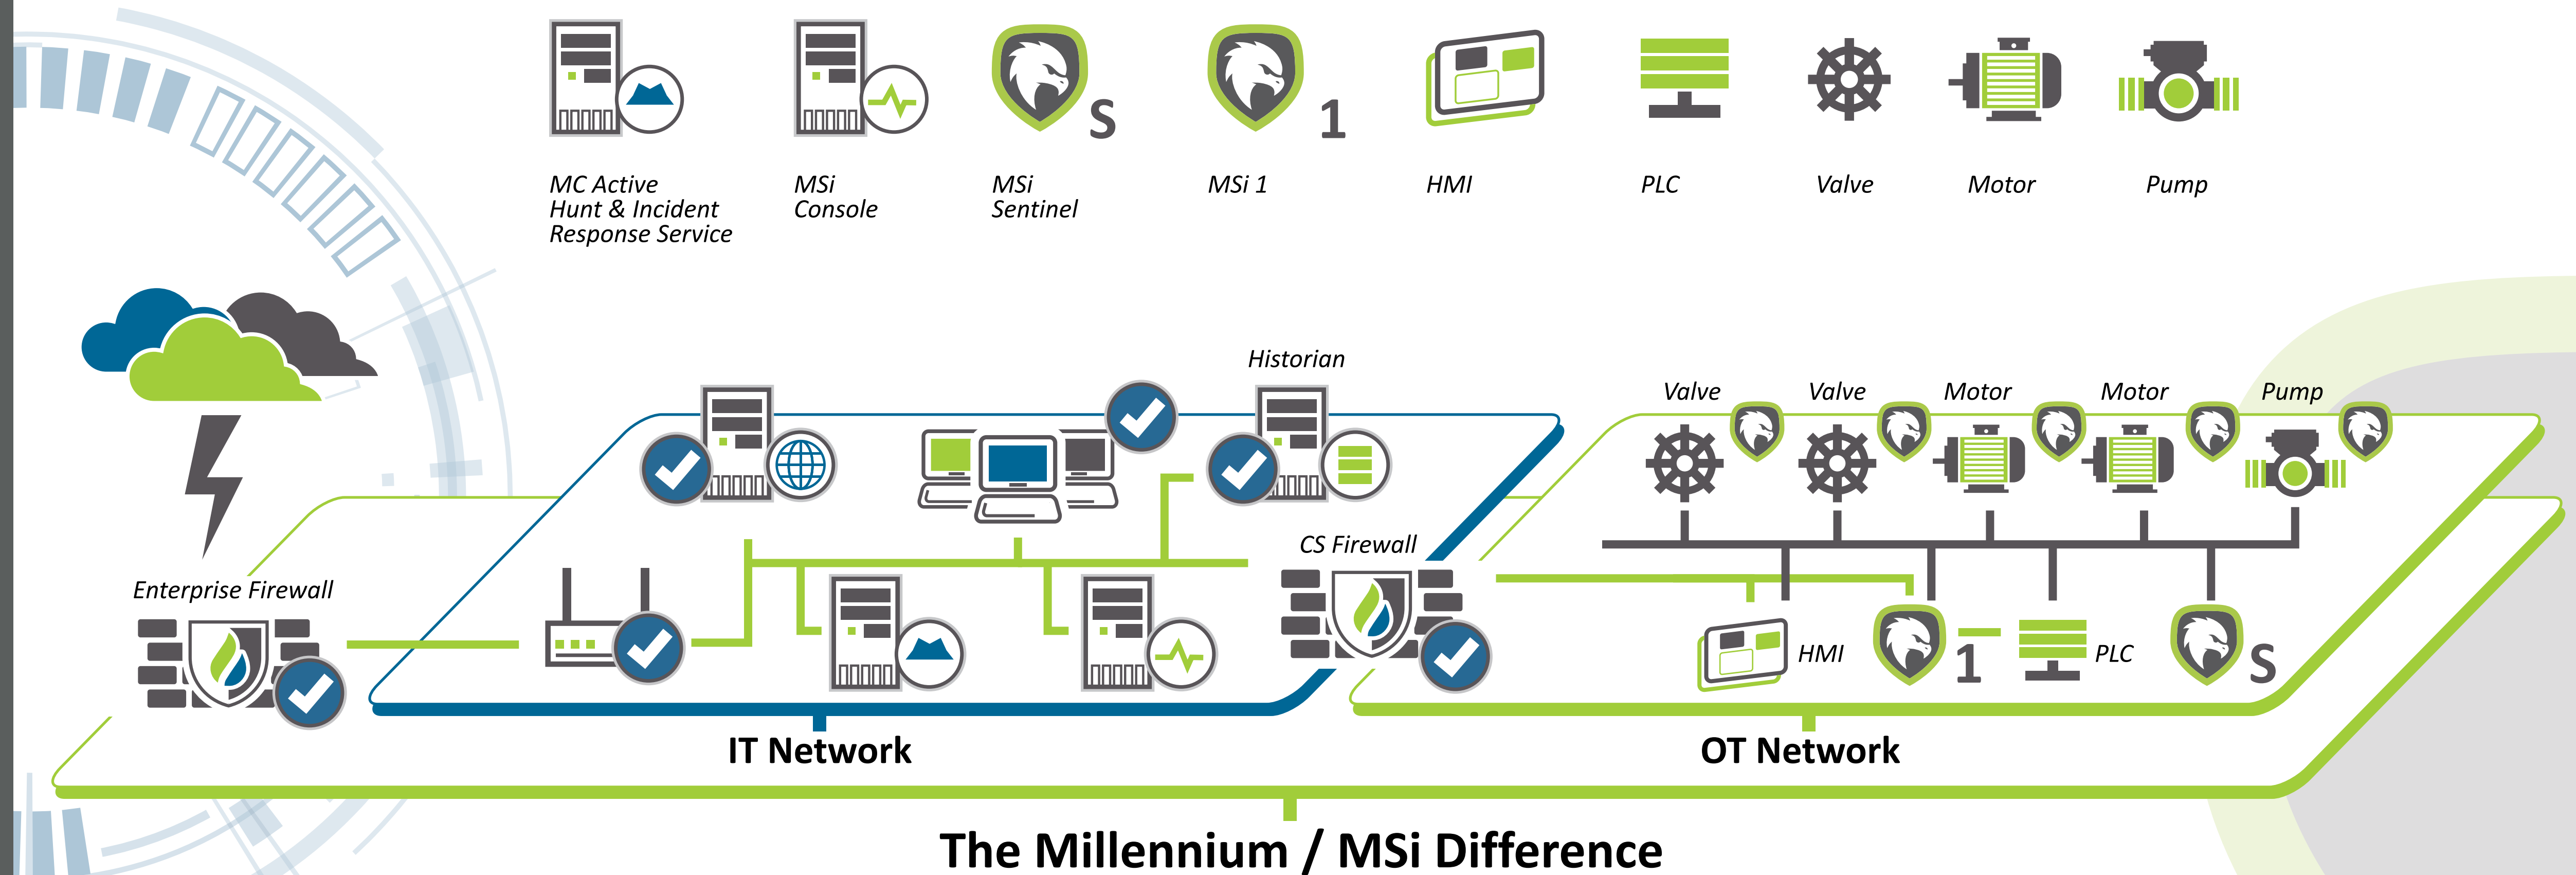 S
1
MC Active
Hunt & Incident
Response Service
MSi
Console
MSi
Sentinel
MSi 1
HMI
PLC
Valve
Motor
Pump
Historian
Valve
Valve
Motor
Motor
Pump
CS Firewall
Enterprise Firewall
HMI
1
PLC
S
IT Network
OT Network
The Millennium / MSi Difference